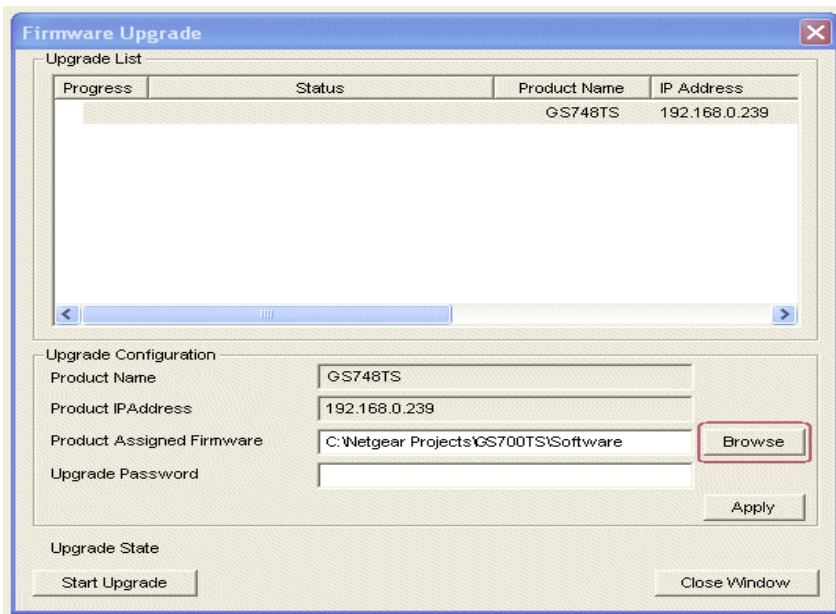 Firmware Upgrade
Upgrade List
Progress Status Product Name IP Address
GS748TS 192.168.0.239
Upgrade Configuration
Product Name GS748TS
Product IPAddress 192.168.0.239
Product Assigned Firmware C:\Netgear Projects\GS700TS\Software Browse
Upgrade Password
Apply
Upgrade State
Start Upgrade Close Window